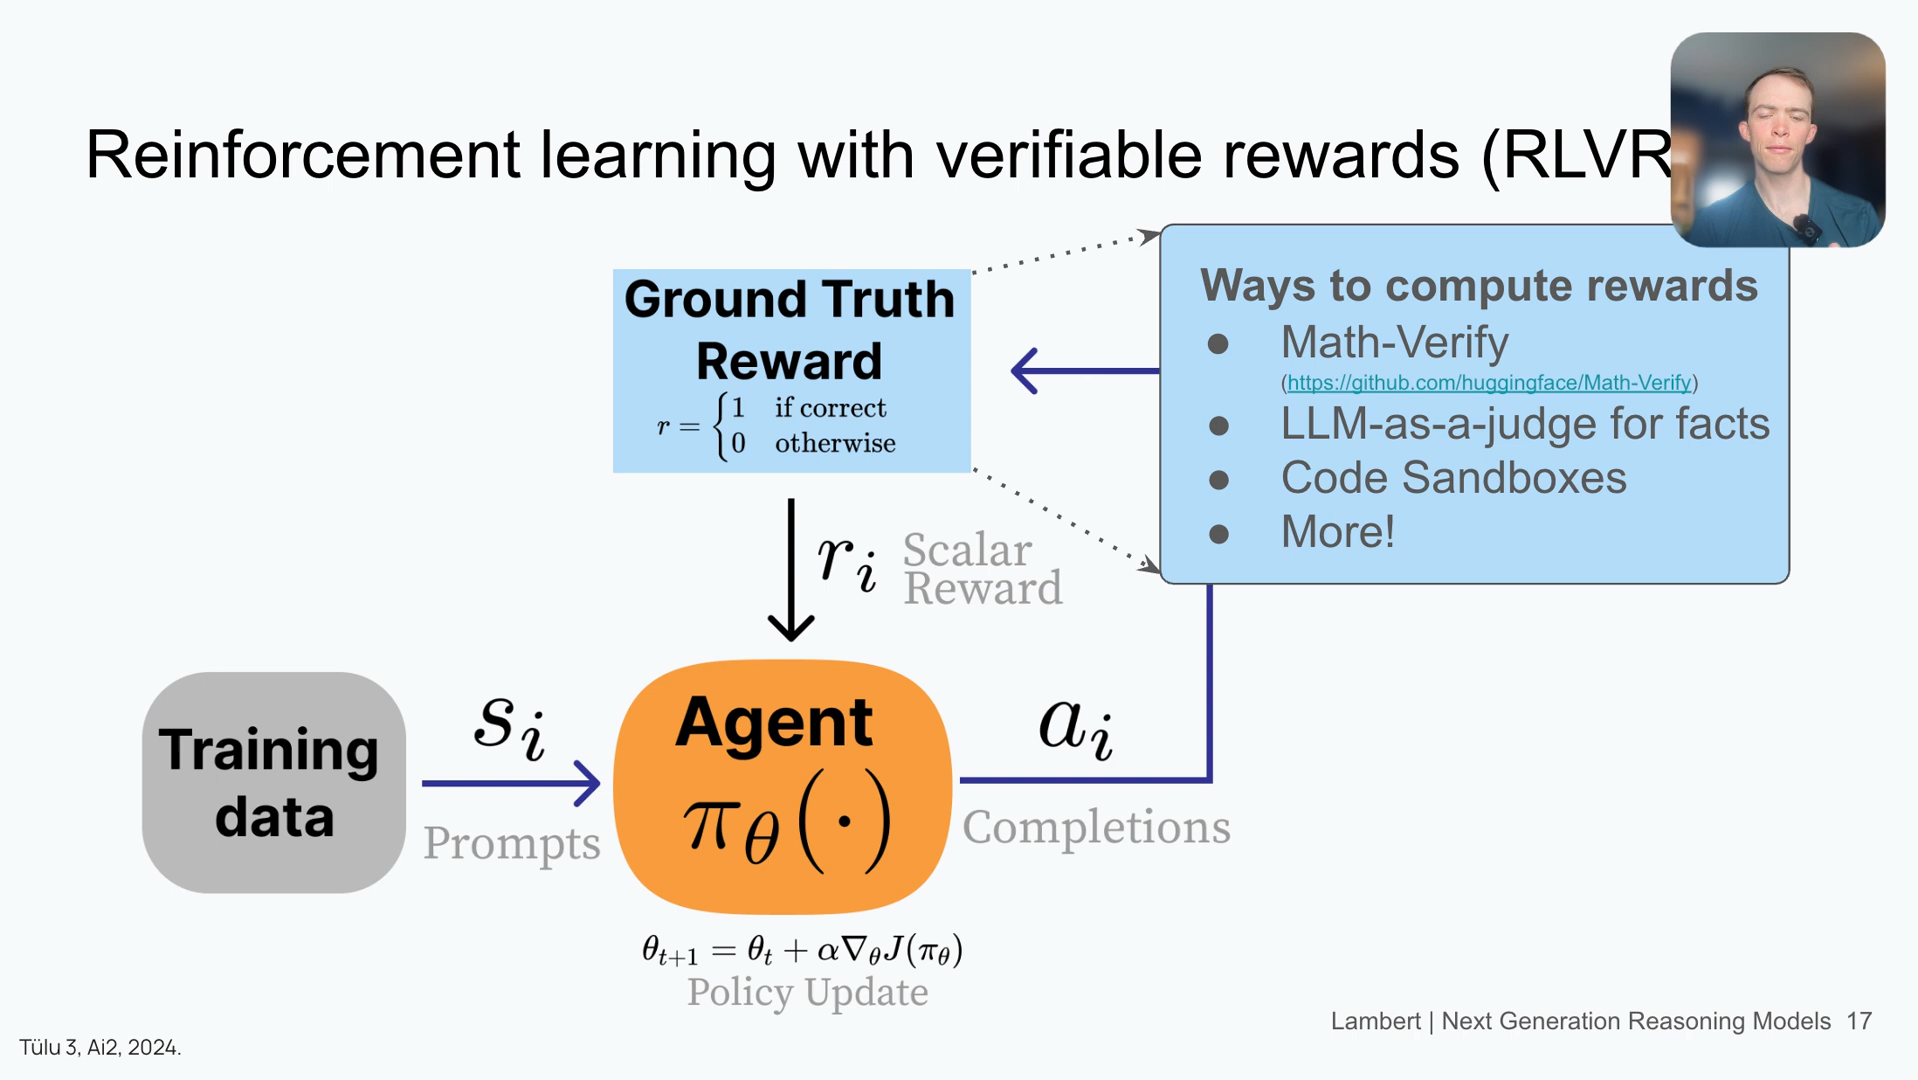 Reinforcement learning with verifiable rewards (RLVR
Ground Truth
Reward
r = { 1 if correct
0 otherwise
Ways to compute rewards
● Math-Verify
(https://github.com/huggingface/Math-Verify)
● LLM-as-a-judge for facts
● Code Sandboxes
● More!
r_i Scalar
Reward
Training
data
s_i
Prompts
Agent
π_θ(·)
a_i
Completions
θ_{t+1} = θ_t + α∇_θJ(π_θ)
Policy Update
Lambert | Next Generation Reasoning Models 17
Tülu 3, Ai2, 2024.